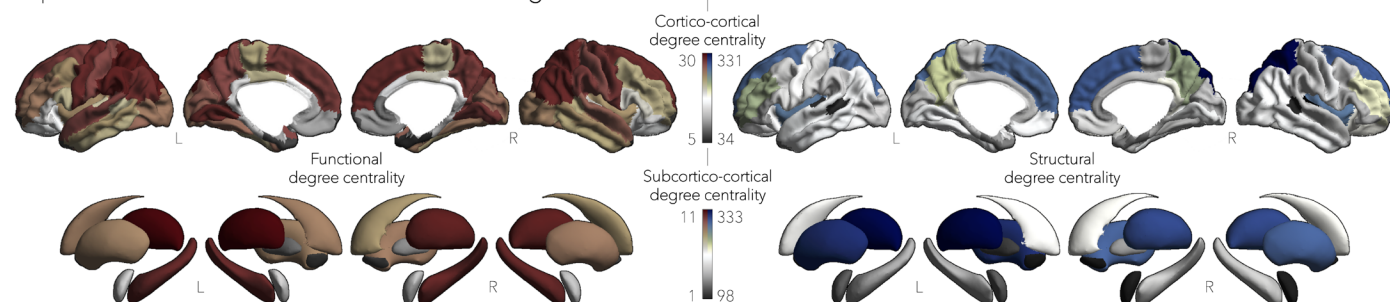 Cortico-cortical
degree centrality
30 331
5 34
L
R
L
R
Functional
degree centrality
Structural
degree centrality
Subcortico-cortical
degree centrality
11 333
1 98
L
R
L
R